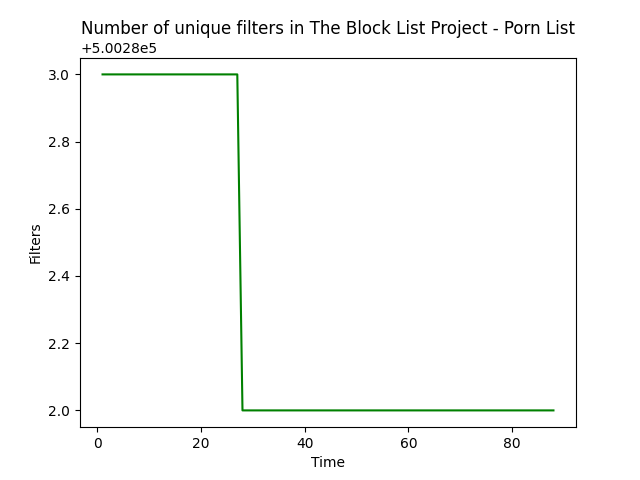 Number of unique filters in The Block List Project - Porn List
+5.0028e5
3.0
2.8
2.6
2.4
2.2
2.0
Filters
0 20 40 60 80
Time